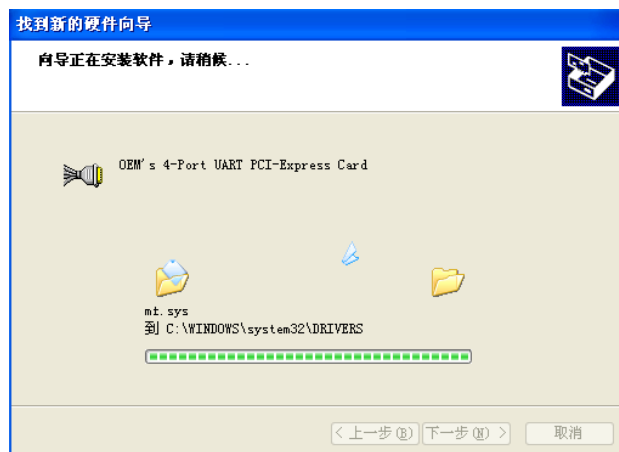 找到新的硬件向导
向导正在安装软件，请稍候...
OEM's 4-Port UART PCI-Express Card
mt.sys
到 C:\WINDOWS\system32\DRIVERS
< 上一步(B) 下一步(N) > 取消